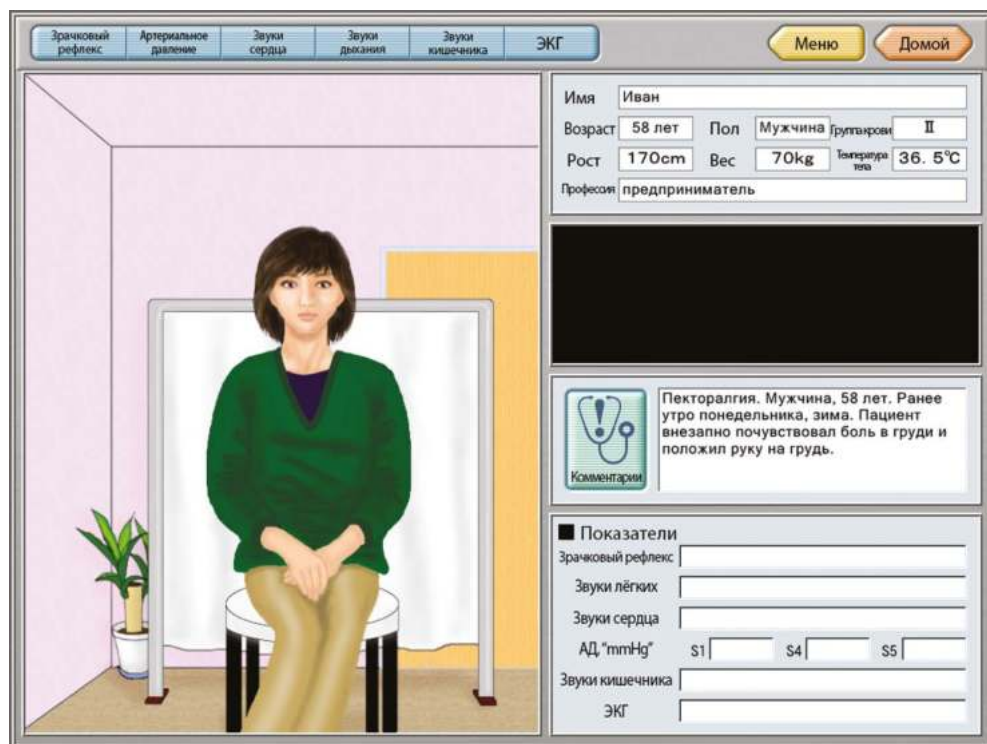 Зрачковый
рефлекс
Артериальное
давление
Звуки
сердца
Звуки
дыхания
Звуки
кишечника
ЭКГ
Меню
Домой
Имя Иван
Возраст 58 лет Пол Мужчина Группа крови II
Рост 170cm Вес 70kg Температура тела 36. 5°C
Профессия предприниматель
Комментарии
Пекторалгия. Мужчина, 58 лет. Ранее
утро понедельника, зима. Пациент
внезапно почувствовал боль в груди и
положил руку на грудь.
Показатели
Зрачковый рефлекс
Звуки лёгких
Звуки сердца
АД,"mmHg" S1 S4 S5
Звуки кишечника
ЭКГ